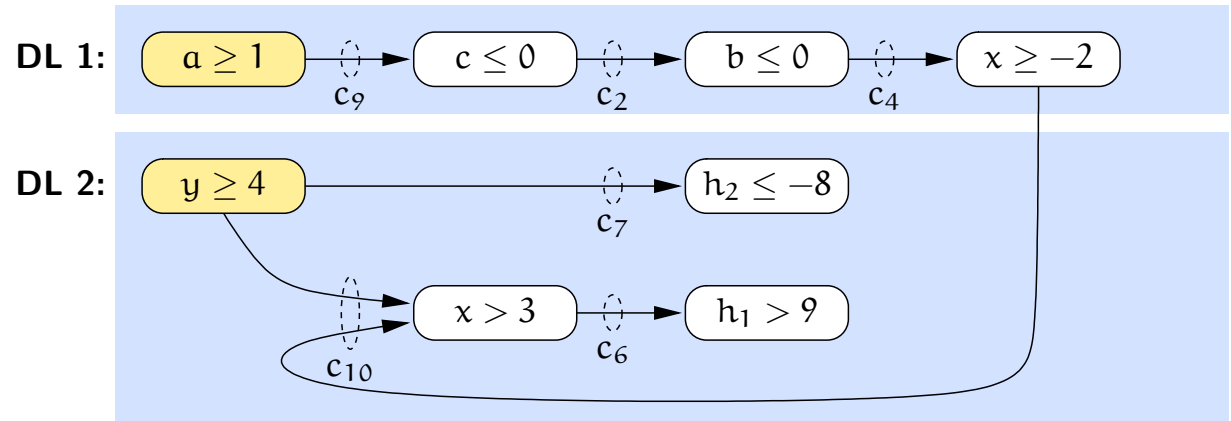 DL 1: a ≥ 1 c ≤ 0 b ≤ 0 x ≥ −2
c₉ c₂ c₄
DL 2: y ≥ 4 h₂ ≤ −8
c₇
x > 3 h₁ > 9
c₁₀ c₆